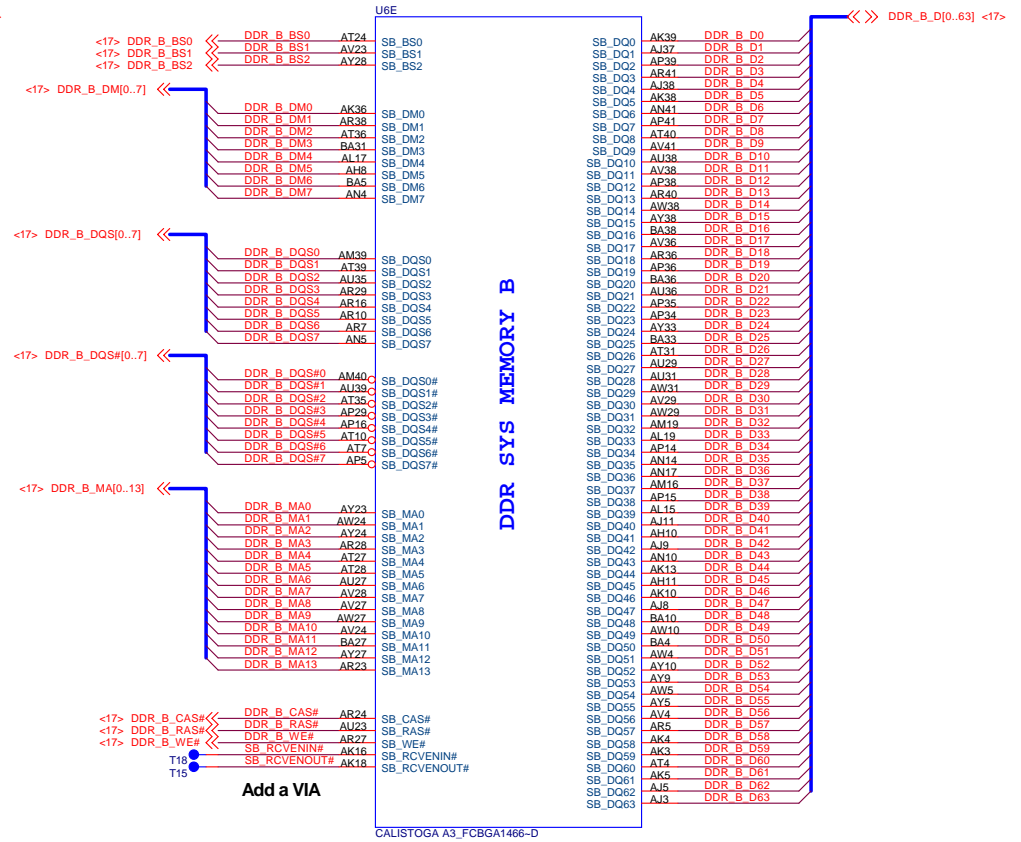 U6E
<17> DDR_B_BS0 DDR_B_BS0 AT24 SB_BS0
<17> DDR_B_BS1 DDR_B_BS1 AV23 SB_BS1
<17> DDR_B_BS2 DDR_B_BS2 AY28 SB_BS2
<17> DDR_B_DM[0..7]
DDR_B_DM0 AK36 SB_DM0
DDR_B_DM1 AR38 SB_DM1
DDR_B_DM2 AT36 SB_DM2
DDR_B_DM3 BA31 SB_DM3
DDR_B_DM4 AL17 SB_DM4
DDR_B_DM5 AH8 SB_DM5
DDR_B_DM6 BA5 SB_DM6
DDR_B_DM7 AN4 SB_DM7
<17> DDR_B_DQS[0..7]
DDR_B_DQS0 AM39 SB_DQS0
DDR_B_DQS1 AT39 SB_DQS1
DDR_B_DQS2 AU35 SB_DQS2
DDR_B_DQS3 AR29 SB_DQS3
DDR_B_DQS4 AR16 SB_DQS4
DDR_B_DQS5 AR10 SB_DQS5
DDR_B_DQS6 AR7 SB_DQS6
DDR_B_DQS7 AN5 SB_DQS7
<17> DDR_B_DQS#[0..7]
DDR_B_DQS#0 AM40 SB_DQS0#
DDR_B_DQS#1 AU39 SB_DQS1#
DDR_B_DQS#2 AT35 SB_DQS2#
DDR_B_DQS#3 AP29 SB_DQS3#
DDR_B_DQS#4 AP16 SB_DQS4#
DDR_B_DQS#5 AT10 SB_DQS5#
DDR_B_DQS#6 AT7 SB_DQS6#
DDR_B_DQS#7 AP5 SB_DQS7#
<17> DDR_B_MA[0..13]
DDR_B_MA0 AY23 SB_MA0
DDR_B_MA1 AW24 SB_MA1
DDR_B_MA2 AY24 SB_MA2
DDR_B_MA3 AR28 SB_MA3
DDR_B_MA4 AT27 SB_MA4
DDR_B_MA5 AT28 SB_MA5
DDR_B_MA6 AU27 SB_MA6
DDR_B_MA7 AV28 SB_MA7
DDR_B_MA8 AV27 SB_MA8
DDR_B_MA9 AW27 SB_MA9
DDR_B_MA10 AV24 SB_MA10
DDR_B_MA11 BA27 SB_MA11
DDR_B_MA12 AY27 SB_MA12
DDR_B_MA13 AR23 SB_MA13
<17> DDR_B_CAS# DDR_B_CAS# AR24 SB_CAS#
<17> DDR_B_RAS# DDR_B_RAS# AU23 SB_RAS#
<17> DDR_B_WE# DDR_B_WE# AR27 SB_WE#
T18 SB_RCVENIN# AK16 SB_RCVENIN#
T15 SB_RCVENOUT# AK18 SB_RCVENOUT#
Add a VIA
DDR SYS MEMORY B
DDR_B_D[0..63] <17>
SB_DQ0 AK39 DDR_B_D0
SB_DQ1 AJ37 DDR_B_D1
SB_DQ2 AP39 DDR_B_D2
SB_DQ3 AR41 DDR_B_D3
SB_DQ4 AJ38 DDR_B_D4
SB_DQ5 AK38 DDR_B_D5
SB_DQ6 AN41 DDR_B_D6
SB_DQ7 AP41 DDR_B_D7
SB_DQ8 AT40 DDR_B_D8
SB_DQ9 AV41 DDR_B_D9
SB_DQ10 AU38 DDR_B_D10
SB_DQ11 AV38 DDR_B_D11
SB_DQ12 AP38 DDR_B_D12
SB_DQ13 AR40 DDR_B_D13
SB_DQ14 AW38 DDR_B_D14
SB_DQ15 AY38 DDR_B_D15
SB_DQ16 BA38 DDR_B_D16
SB_DQ17 AV36 DDR_B_D17
SB_DQ18 AR36 DDR_B_D18
SB_DQ19 AP36 DDR_B_D19
SB_DQ20 BA36 DDR_B_D20
SB_DQ21 AU36 DDR_B_D21
SB_DQ22 AP35 DDR_B_D22
SB_DQ23 AP34 DDR_B_D23
SB_DQ24 AY33 DDR_B_D24
SB_DQ25 BA33 DDR_B_D25
SB_DQ26 AT31 DDR_B_D26
SB_DQ27 AU29 DDR_B_D27
SB_DQ28 AU31 DDR_B_D28
SB_DQ29 AW31 DDR_B_D29
SB_DQ30 AV29 DDR_B_D30
SB_DQ31 AW29 DDR_B_D31
SB_DQ32 AM19 DDR_B_D32
SB_DQ33 AL19 DDR_B_D33
SB_DQ34 AP14 DDR_B_D34
SB_DQ35 AN14 DDR_B_D35
SB_DQ36 AN17 DDR_B_D36
SB_DQ37 AM16 DDR_B_D37
SB_DQ38 AP15 DDR_B_D38
SB_DQ39 AL15 DDR_B_D39
SB_DQ40 AJ11 DDR_B_D40
SB_DQ41 AH10 DDR_B_D41
SB_DQ42 AJ9 DDR_B_D42
SB_DQ43 AN10 DDR_B_D43
SB_DQ44 AK13 DDR_B_D44
SB_DQ45 AH11 DDR_B_D45
SB_DQ46 AK10 DDR_B_D46
SB_DQ47 AJ8 DDR_B_D47
SB_DQ48 BA10 DDR_B_D48
SB_DQ49 AW10 DDR_B_D49
SB_DQ50 BA4 DDR_B_D50
SB_DQ51 AW4 DDR_B_D51
SB_DQ52 AY10 DDR_B_D52
SB_DQ53 AY9 DDR_B_D53
SB_DQ54 AW5 DDR_B_D54
SB_DQ55 AY5 DDR_B_D55
SB_DQ56 AV4 DDR_B_D56
SB_DQ57 AR5 DDR_B_D57
SB_DQ58 AK4 DDR_B_D58
SB_DQ59 AK3 DDR_B_D59
SB_DQ60 AT4 DDR_B_D60
SB_DQ61 AK5 DDR_B_D61
SB_DQ62 AJ5 DDR_B_D62
SB_DQ63 AJ3 DDR_B_D63
CALISTOGA A3_FCBGA1466~D